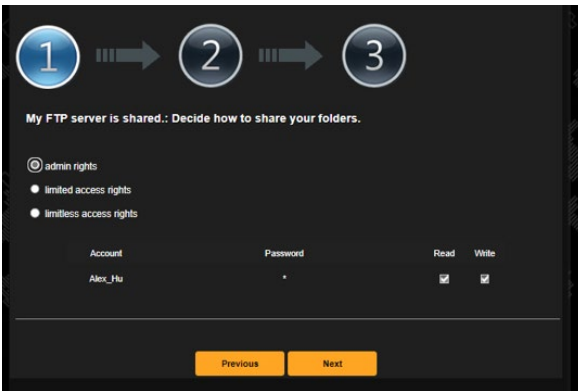 1 2 3
My FTP server is shared.: Decide how to share your folders.
admin rights
limited access rights
limitless access rights
Account Password Read Write
Alex_Hu *
Previous Next